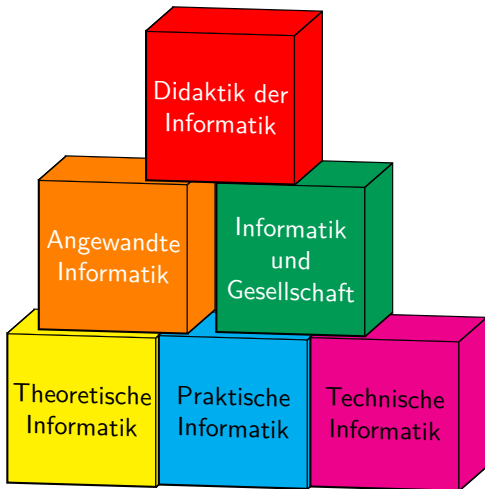 Didaktik der
Informatik
Angewandte
Informatik
Informatik
und
Gesellschaft
Theoretische
Informatik
Praktische
Informatik
Technische
Informatik